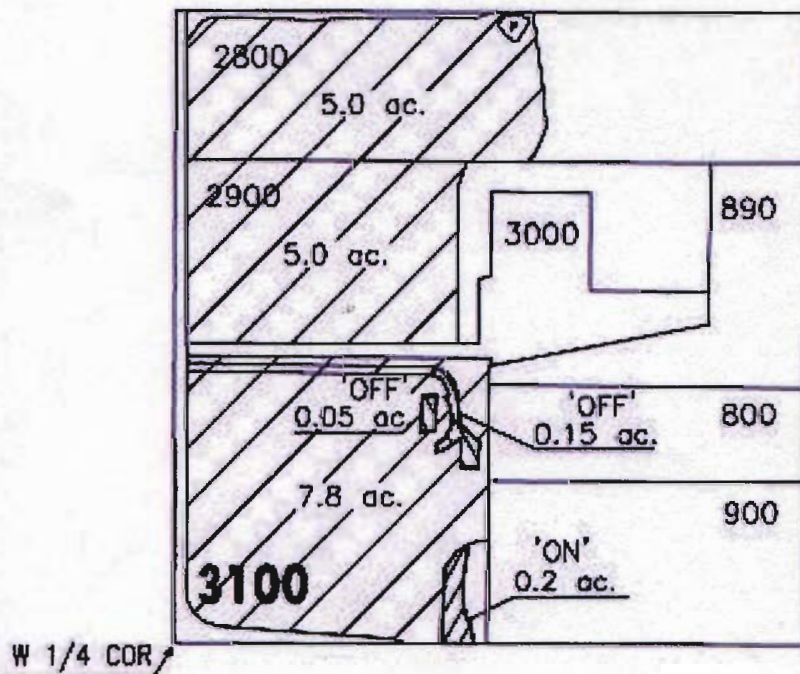 2800
P
5.0 ac.
2900
890
3000
5.0 ac.
'OFF'
0.05 ac
'OFF'
0.15 ac.
800
7.8 ac.
900
'ON'
0.2 ac.
3100
W 1/4 COR